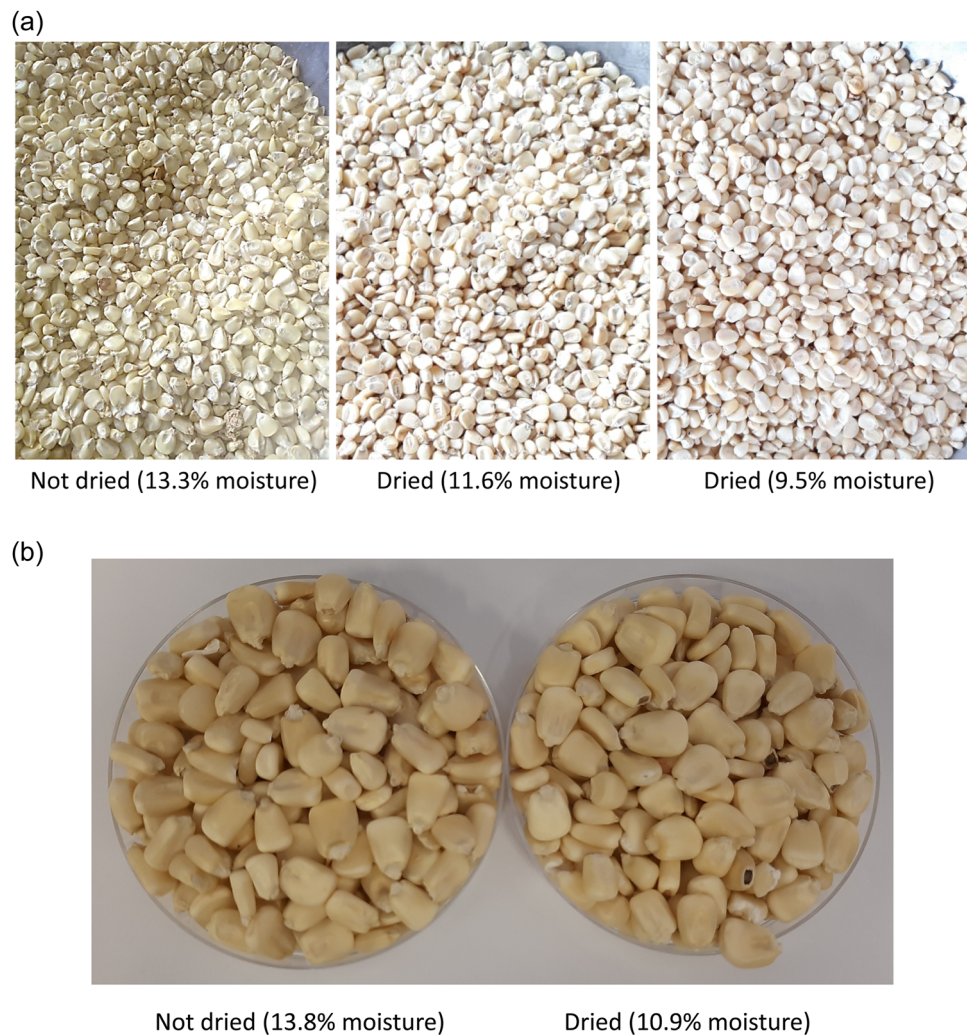 (a)
Not dried (13.3% moisture)
Dried (11.6% moisture)
Dried (9.5% moisture)
(b)
Not dried (13.8% moisture)
Dried (10.9% moisture)